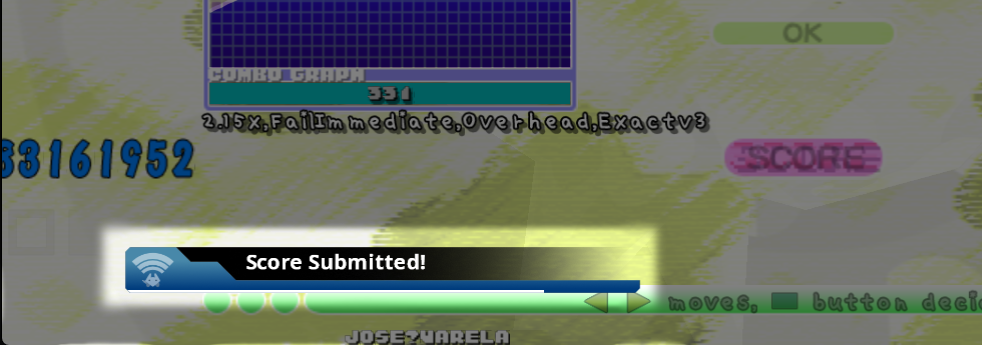 OK
COMBO GRAPH
331
2.15x,FailImmediate,Overhead,ExactV3
33161952
SCORE
Score Submitted!
moves, button deci
JOSE?VARELA